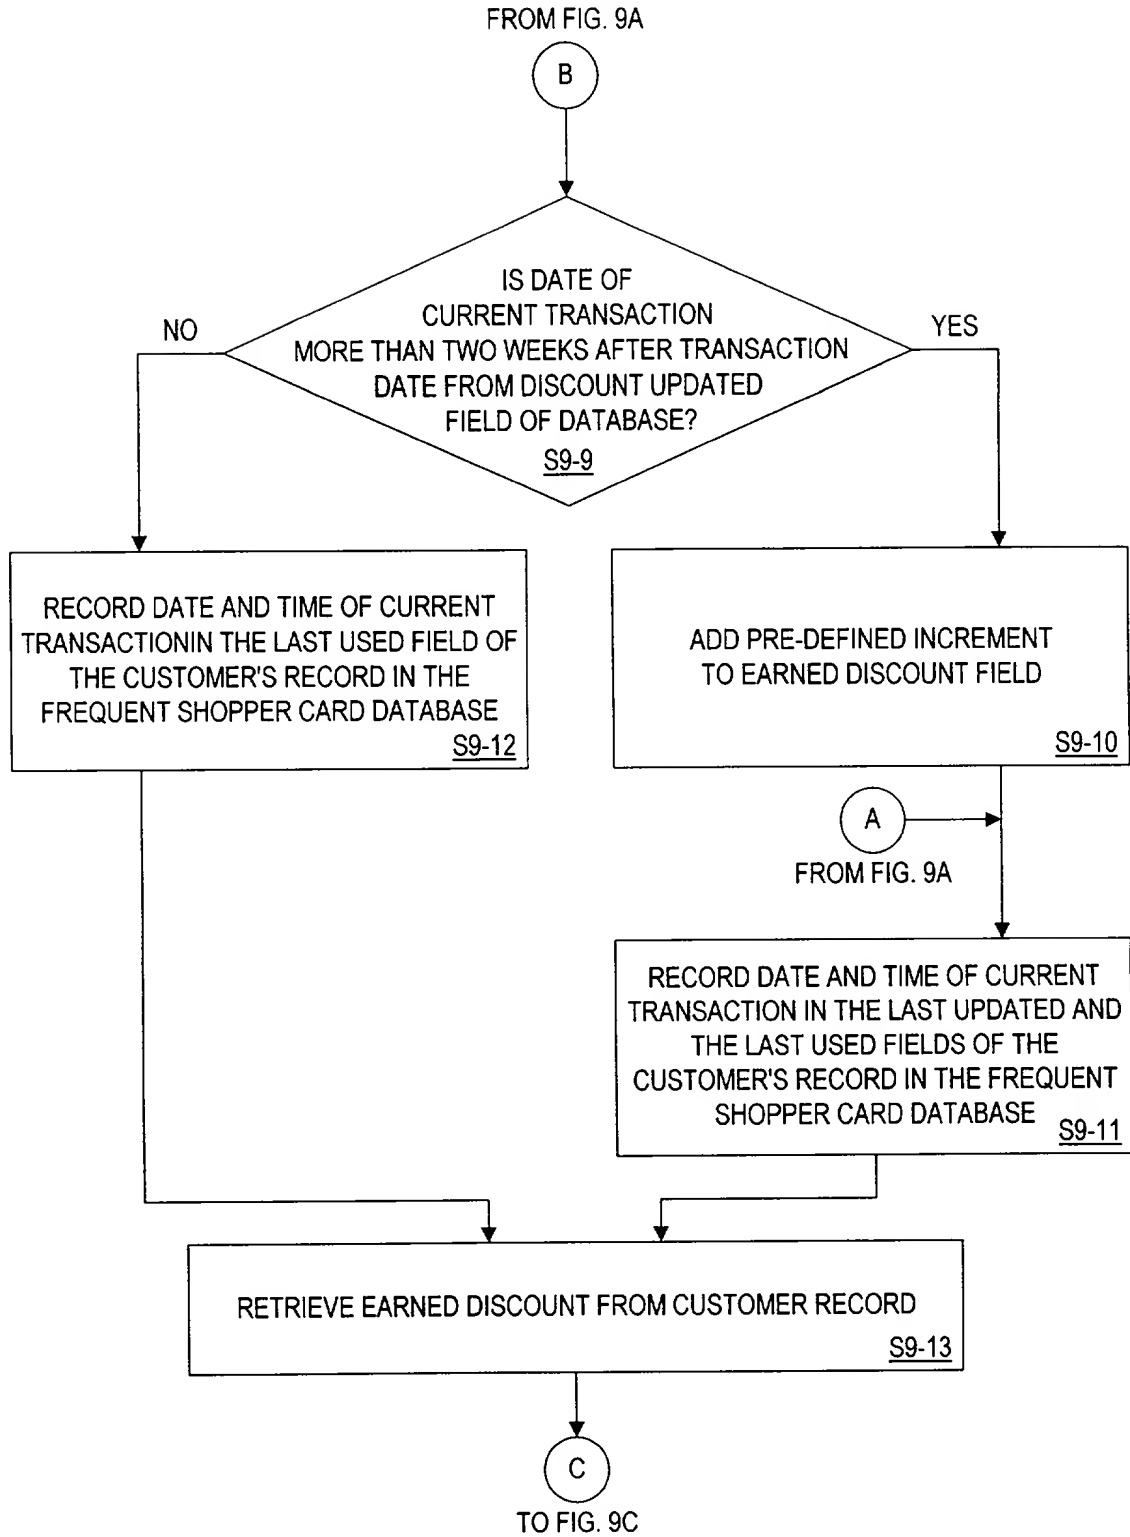 FROM FIG. 9A
B
IS DATE OF
CURRENT TRANSACTION
MORE THAN TWO WEEKS AFTER TRANSACTION
DATE FROM DISCOUNT UPDATED
FIELD OF DATABASE?
S9-9
NO
YES
RECORD DATE AND TIME OF CURRENT
TRANSACTIONIN THE LAST USED FIELD OF
THE CUSTOMER'S RECORD IN THE
FREQUENT SHOPPER CARD DATABASE
S9-12
ADD PRE-DEFINED INCREMENT
TO EARNED DISCOUNT FIELD
S9-10
A
FROM FIG. 9A
RECORD DATE AND TIME OF CURRENT
TRANSACTION IN THE LAST UPDATED AND
THE LAST USED FIELDS OF THE
CUSTOMER'S RECORD IN THE FREQUENT
SHOPPER CARD DATABASE
S9-11
RETRIEVE EARNED DISCOUNT FROM CUSTOMER RECORD
S9-13
C
TO FIG. 9C